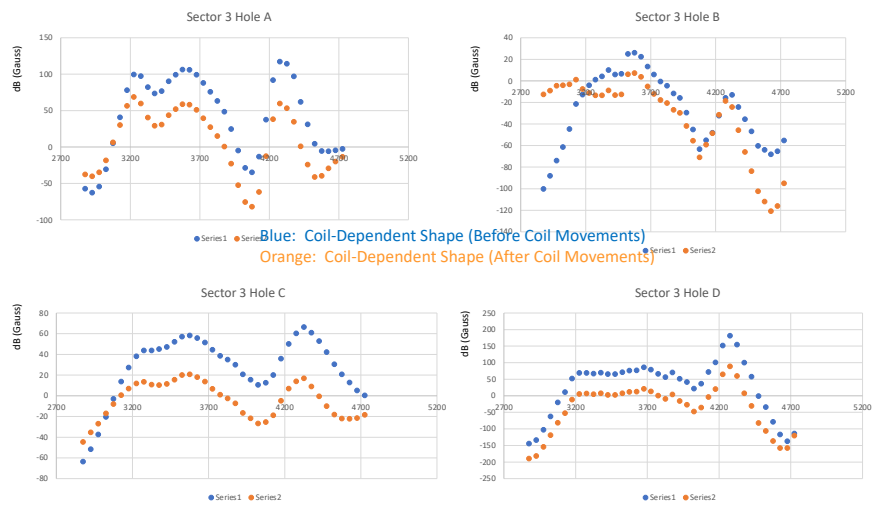 Sector 3 Hole A
dB (Gauss)
150
100
50
0
-50
-100
2700 3200 3700 4200 4700 5200
Series1 Series2
Sector 3 Hole B
dB (Gauss)
40
20
0
-20
-40
-60
-80
-100
-120
-140
2700 3200 3700 4200 4700 5200
Series1 Series2
Blue: Coil-Dependent Shape (Before Coil Movements)
Orange: Coil-Dependent Shape (After Coil Movements)
Sector 3 Hole C
dB (Gauss)
80
60
40
20
0
-20
-40
-60
-80
2700 3200 3700 4200 4700 5200
Series1 Series2
Sector 3 Hole D
dB (Gauss)
250
200
150
100
50
0
-50
-100
-150
-200
-250
2700 3200 3700 4200 4700 5200
Series1 Series2